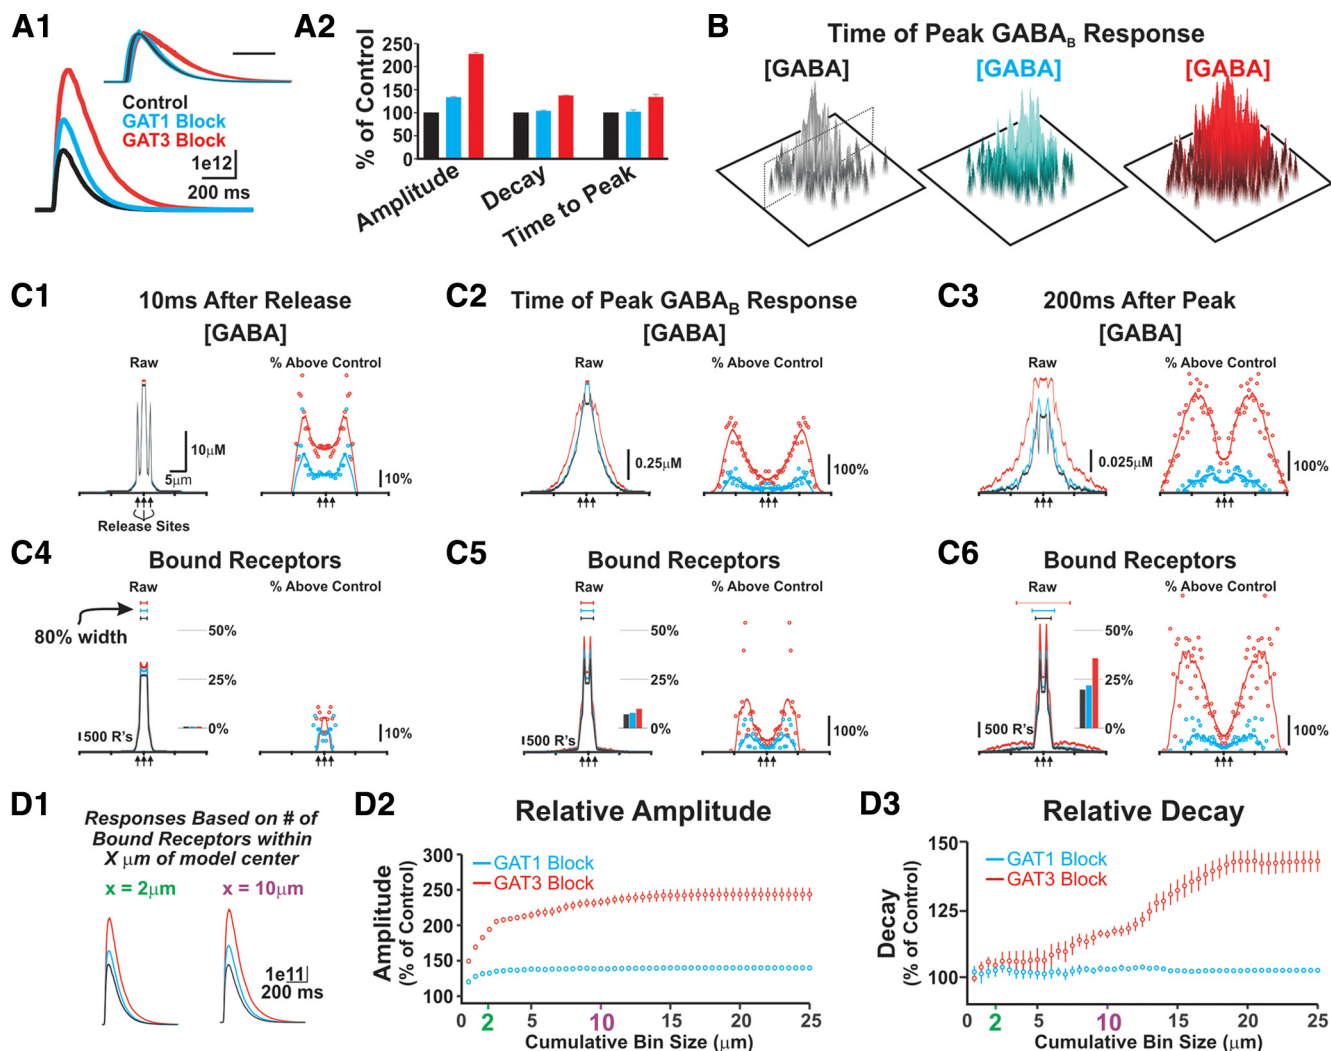 A1
Control
GAT1 Block
GAT3 Block
1e12
200 ms
A2
% of Control
250
200
150
100
50
0
Amplitude
Decay
Time to Peak
B
Time of Peak GABAB Response
[GABA]
[GABA]
[GABA]
C1
10ms After Release
[GABA]
Raw
% Above Control
10μM
5μm
10%
Release Sites
C2
Time of Peak GABAB Response
[GABA]
Raw
% Above Control
0.25μM
100%
C3
200ms After Peak
[GABA]
Raw
% Above Control
0.025μM
100%
C4
Bound Receptors
Raw
% Above Control
80% width
50%
25%
0%
500 R's
10%
C5
Bound Receptors
Raw
% Above Control
50%
25%
0%
500 R's
100%
C6
Bound Receptors
Raw
% Above Control
50%
25%
0%
500 R's
100%
D1
Responses Based on # of
Bound Receptors within
X μm of model center
x = 2μm
x = 10μm
1e11
200 ms
D2
Relative Amplitude
GAT1 Block
GAT3 Block
Amplitude
(% of Control)
300
250
200
150
100
0 2 5 10 15 20 25
Cumulative Bin Size (μm)
D3
Relative Decay
GAT1 Block
GAT3 Block
Decay
(% of Control)
150
125
100
0 2 5 10 15 20 25
Cumulative Bin Size (μm)